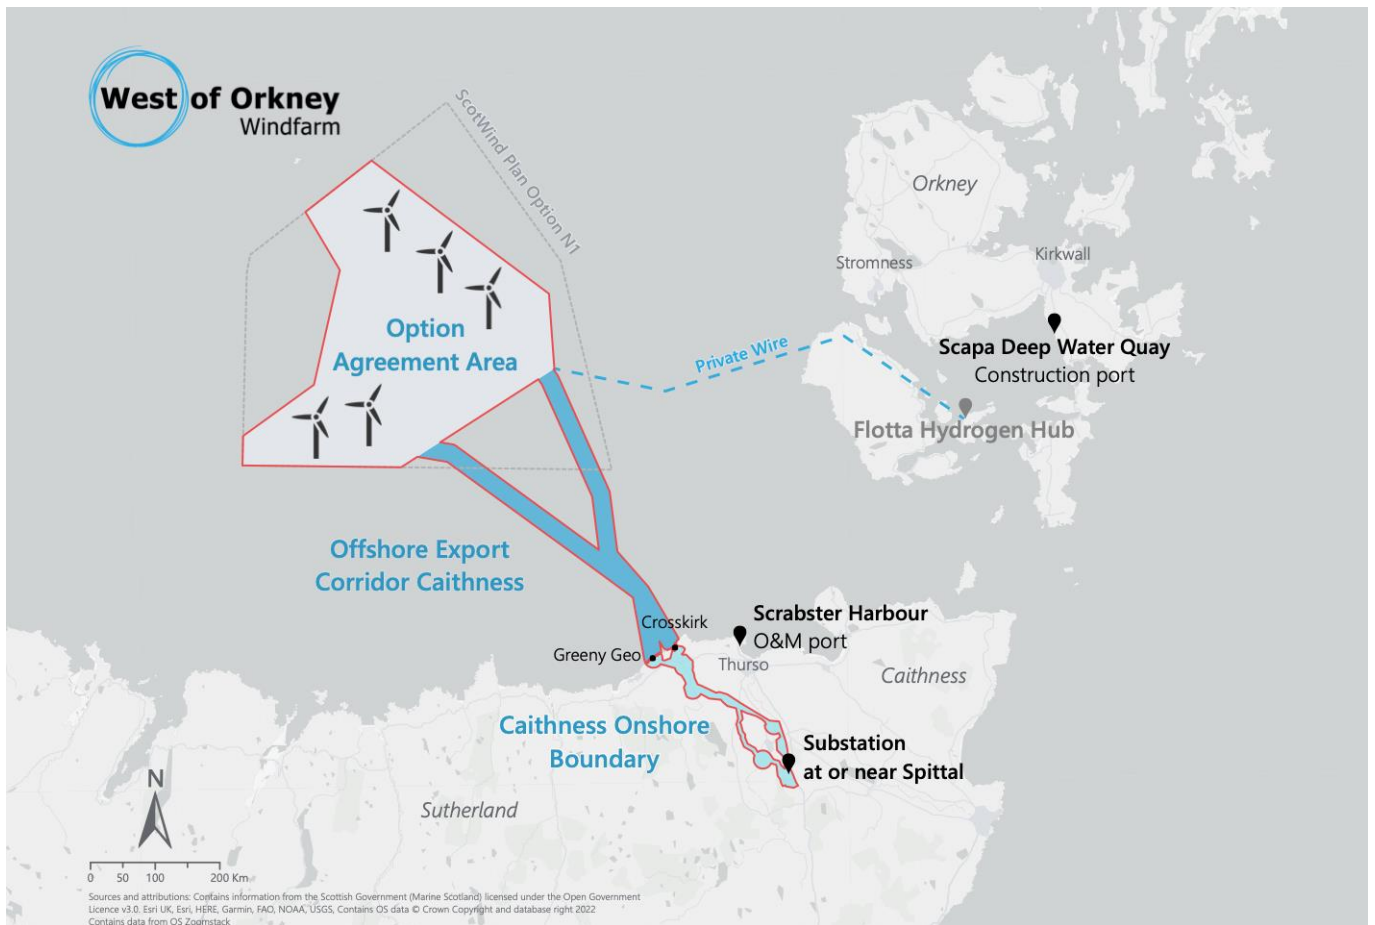 West of Orkney
Windfarm
ScotWind Plan Option N1
Orkney
Stromness
Kirkwall
Option
Agreement Area
Private Wire
Scapa Deep Water Quay
Construction port
Flotta Hydrogen Hub
Offshore Export
Corridor Caithness
Crosskirk
Greeny Geo
Scrabster Harbour
O&M port
Thurso
Caithness
Caithness Onshore
Boundary
Substation
at or near Spittal
Sutherland
N
0 50 100 200 Km
Sources and attributions: Contains information from the Scottish Government (Marine Scotland) licensed under the Open Government
Licence v3.0. Esri UK, Esri, HERE, Garmin, FAO, NOAA, USGS, Contains OS data © Crown Copyright and database right 2022
Contains data from OS Zoomstack